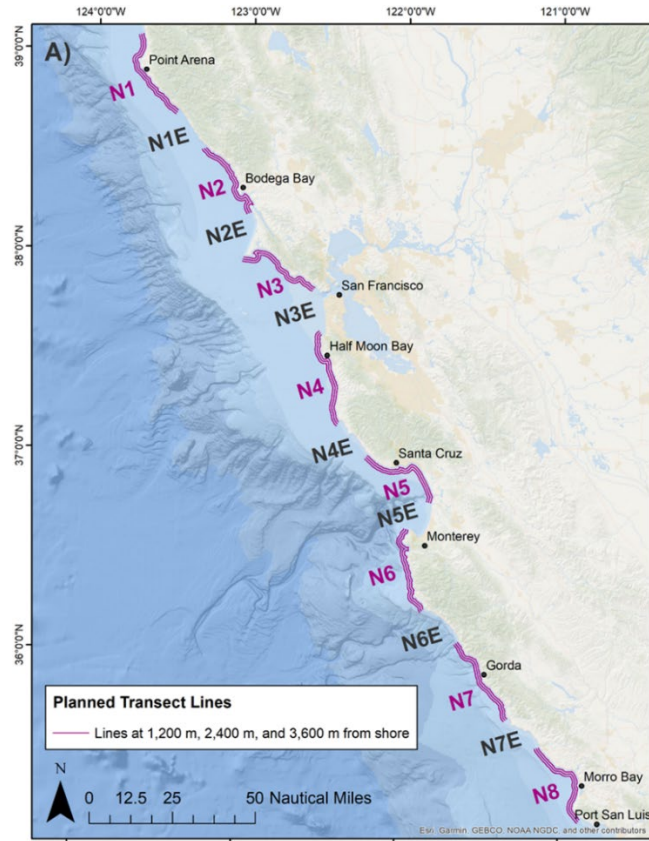 124°0'0"W 123°0'0"W 122°0'0"W 121°0'0"W
A)
39°0'0"N
Point Arena
N1
N1E
Bodega Bay
N2
N2E
38°0'0"N
N3
San Francisco
N3E
Half Moon Bay
N4
37°0'0"N
N4E
Santa Cruz
N5
N5E
Monterey
N6
36°0'0"N
N6E
Gorda
N7
N7E
Morro Bay
N8
Port San Luis
Planned Transect Lines
Lines at 1,200 m, 2,400 m, and 3,600 m from shore
N
0 12.5 25 50 Nautical Miles
Esri, Garmin, GEBCO, NOAA NGDC, and other contributors